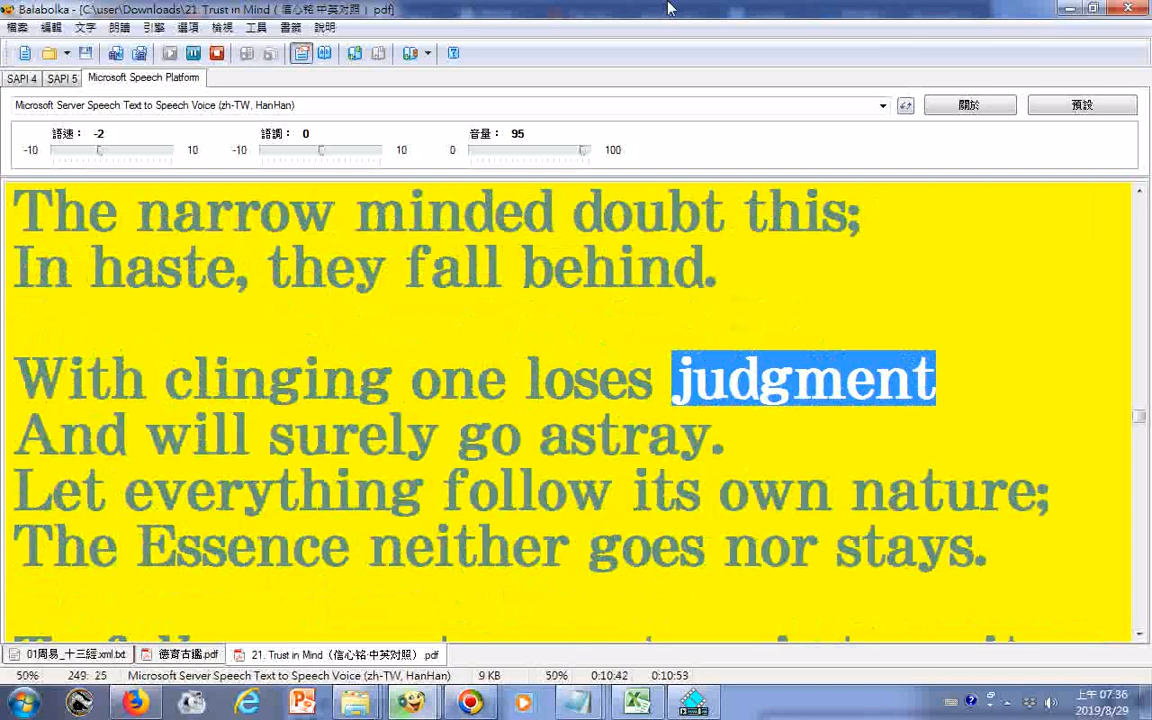 Balabolka - [C:\user\Downloads\21. Trust in Mind（信心铭·中英对照）.pdf]
檔案 編輯 文字 朗讀 引擎 選項 檢視 工具 書籤 說明
SAPI 4 SAPI 5 Microsoft Speech Platform
Microsoft Server Speech Text to Speech Voice (zh-TW, HanHan) 關於 預設
語速： -2 語調： 0 音量： 95
-10 10 -10 10 0 100
The narrow minded doubt this;
In haste, they fall behind.
With clinging one loses judgment
And will surely go astray.
Let everything follow its own nature;
The Essence neither goes nor stays.
01周易_十三經.xml.txt 德育古鑑.pdf 21. Trust in Mind（信心铭·中英对照）.pdf
50% 249: 25 Microsoft Server Speech Text to Speech Voice (zh-TW, HanHan) 9 KB 50% 0:10:42 0:10:53
上午 07:36
2019/8/29